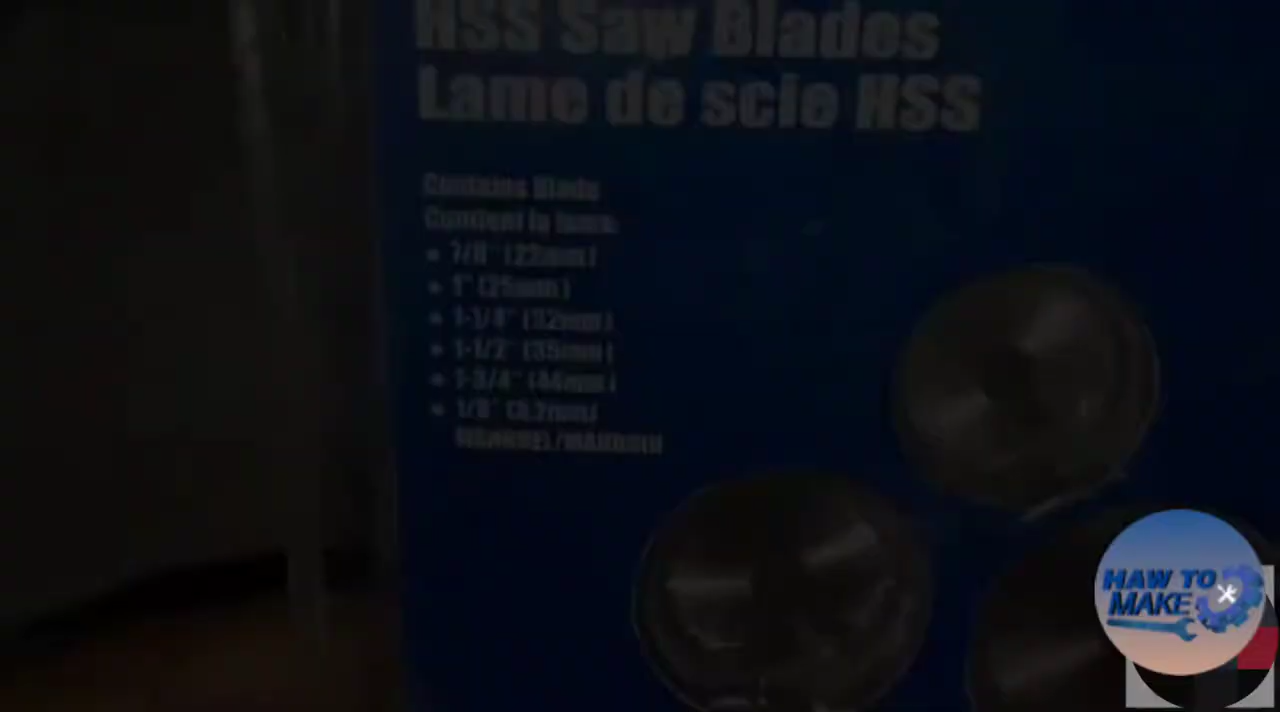 HSS Saw Blades
Lame de scie HSS
Contains Blade
Contient la lame:
• 7/8" (22mm)
• 1" (25mm)
• 1-1/4" (32mm)
• 1-1/2" (35mm)
• 1-3/4" (44mm)
• 1/8" (3.2mm)
HAW TO
MAKE